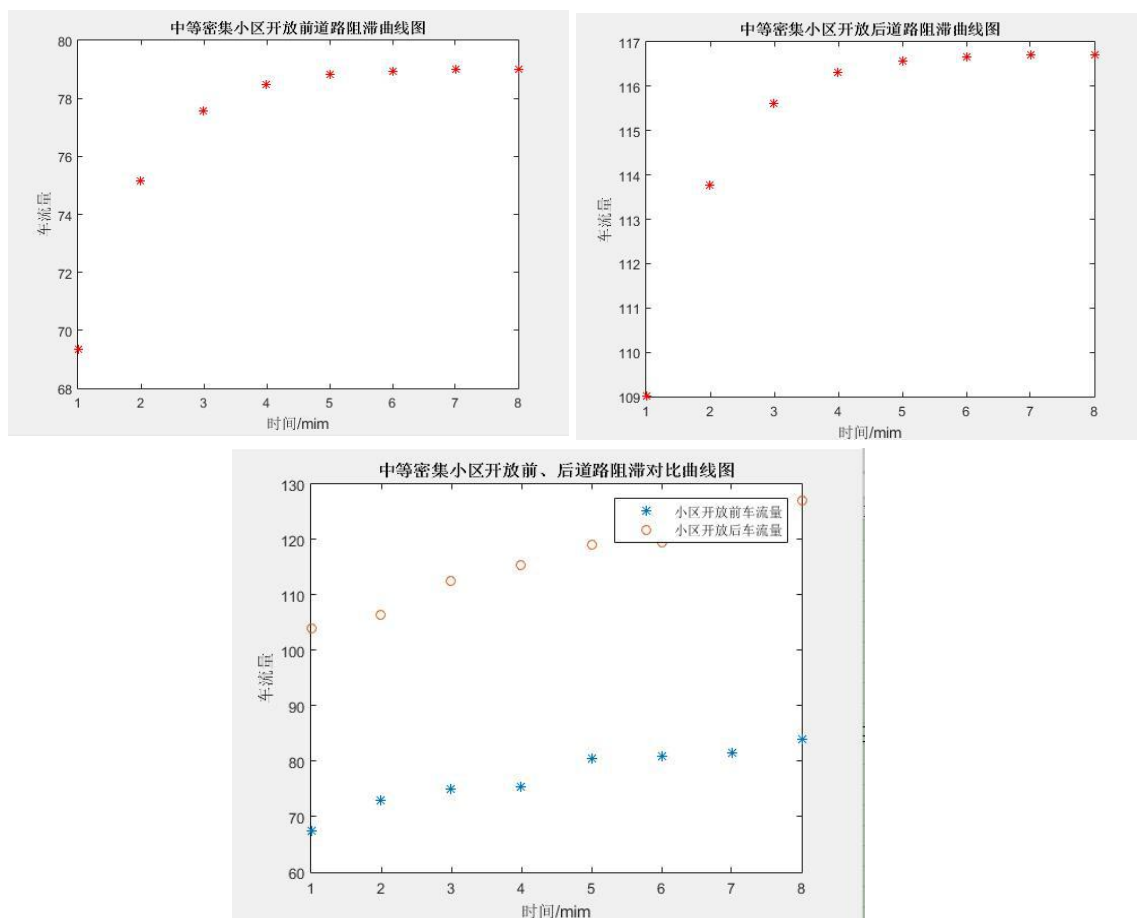 中等密集小区开放前道路阻滞曲线图
80
78
76
74
72
70
68
车流量
1 2 3 4 5 6 7 8
时间/mim
中等密集小区开放后道路阻滞曲线图
117
116
115
114
113
112
111
110
109
车流量
1 2 3 4 5 6 7 8
时间/mim
中等密集小区开放前、后道路阻滞对比曲线图
130
120
110
100
90
80
70
60
车流量
小区开放前车流量
小区开放后车流量
1 2 3 4 5 6 7 8
时间/mim